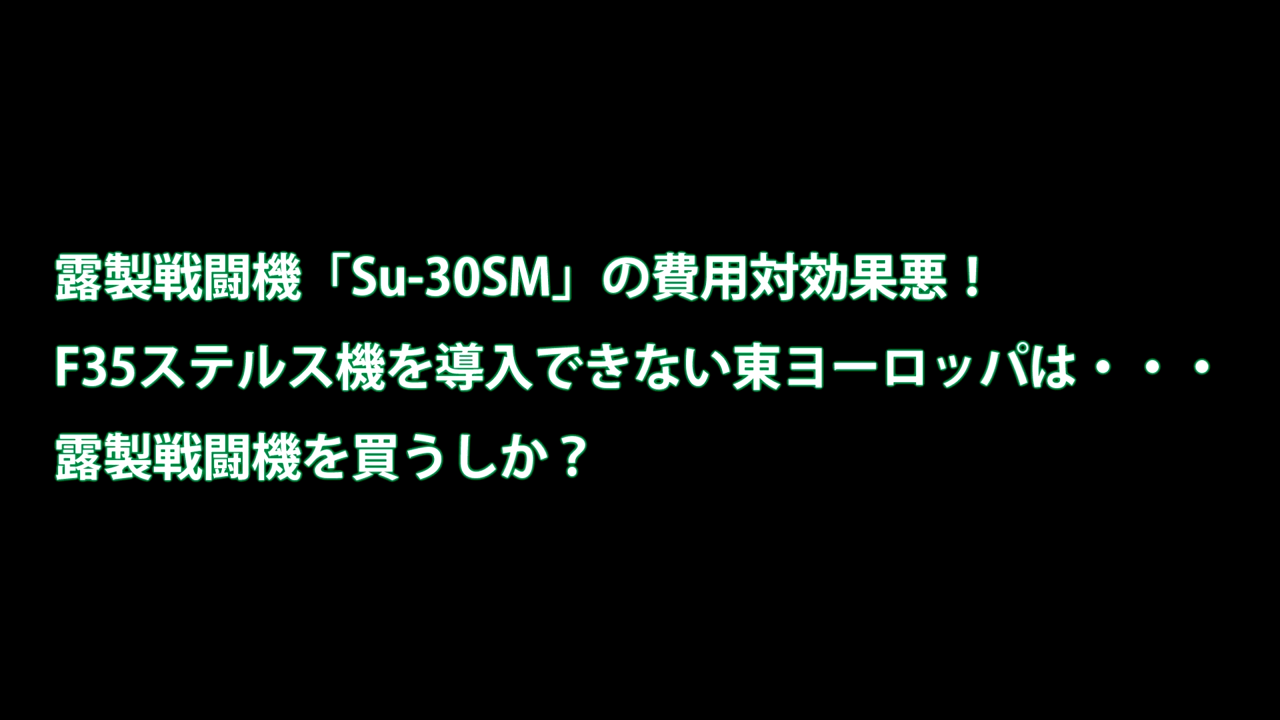 露製戦闘機「Su-30SM」の費用対効果悪！
F35ステルス機を導入できない東ヨーロッパは・・・
露製戦闘機を買うしか？